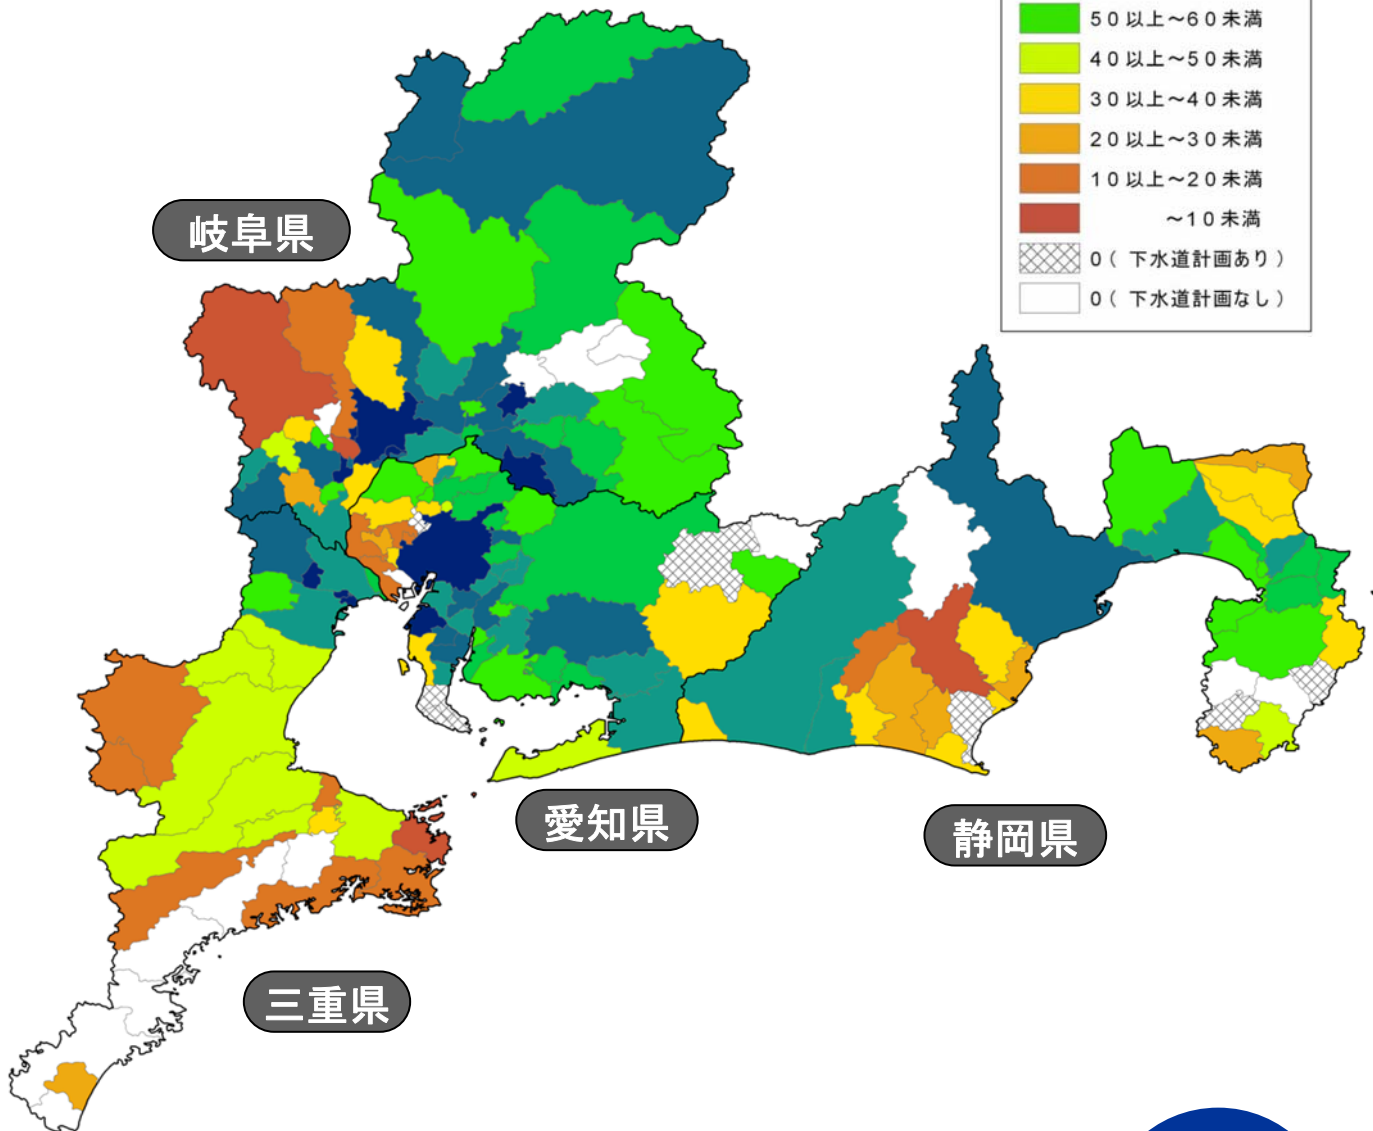 50以上～60未満
40以上～50未満
30以上～40未満
20以上～30未満
10以上～20未満
～10未満
0（ 下水道計画あり ）
0（ 下水道計画なし ）
岐阜県
愛知県
静岡県
三重県